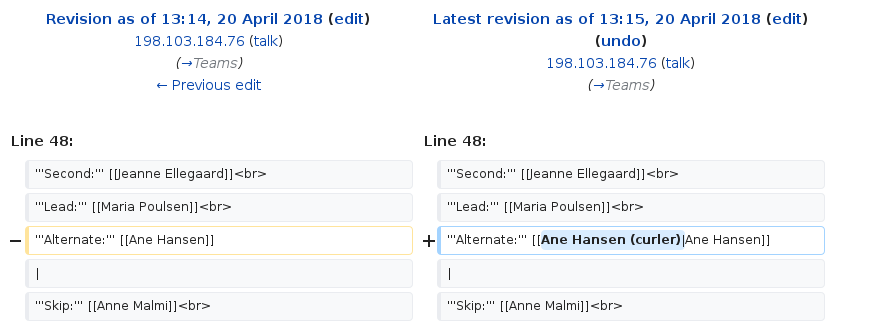 Revision as of 13:14, 20 April 2018 (edit)
198.103.184.76 (talk)
(→Teams)
← Previous edit
Latest revision as of 13:15, 20 April 2018 (edit)
(undo)
198.103.184.76 (talk)
(→Teams)
Line 48:
Line 48:
'''Second:''' [[Jeanne Ellegaard]]<br>
'''Second:''' [[Jeanne Ellegaard]]<br>
'''Lead:''' [[Maria Poulsen]]<br>
'''Lead:''' [[Maria Poulsen]]<br>
− '''Alternate:''' [[Ane Hansen]]
+ '''Alternate:''' [[Ane Hansen (curler)|Ane Hansen]]
|
|
'''Skip:''' [[Anne Malmi]]<br>
'''Skip:''' [[Anne Malmi]]<br>